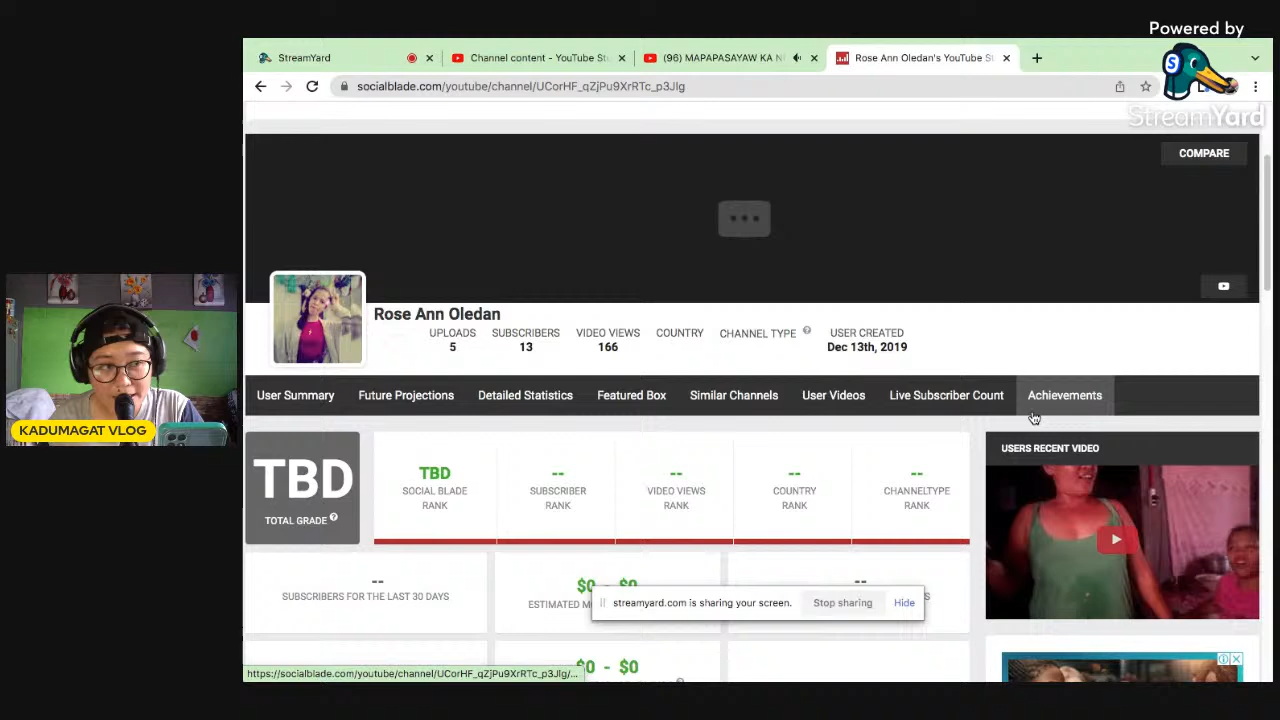 Powered by
StreamYard
StreamYard
Channel content - YouTube St
(96) MAPAPASAYAW KA N
Rose Ann Oledan's YouTube S
socialblade.com/youtube/channel/UCorHF_qZjPu9XrRTc_p3JIg
COMPARE
Rose Ann Oledan
UPLOADS
5
SUBSCRIBERS
13
VIDEO VIEWS
166
COUNTRY
CHANNEL TYPE
USER CREATED
Dec 13th, 2019
User Summary
Future Projections
Detailed Statistics
Featured Box
Similar Channels
User Videos
Live Subscriber Count
Achievements
KADUMAGAT VLOG
TBD
TOTAL GRADE
TBD
SOCIAL BLADE
RANK
--
SUBSCRIBER
RANK
--
VIDEO VIEWS
RANK
--
COUNTRY
RANK
--
CHANNELTYPE
RANK
USERS RECENT VIDEO
--
SUBSCRIBERS FOR THE LAST 30 DAYS
$0 - $0
ESTIMATED
--
streamyard.com is sharing your screen.
Stop sharing
Hide
$0 - $0
https://socialblade.com/youtube/channel/UCorHF_qZjPu9XrRTc_p3JIg/...